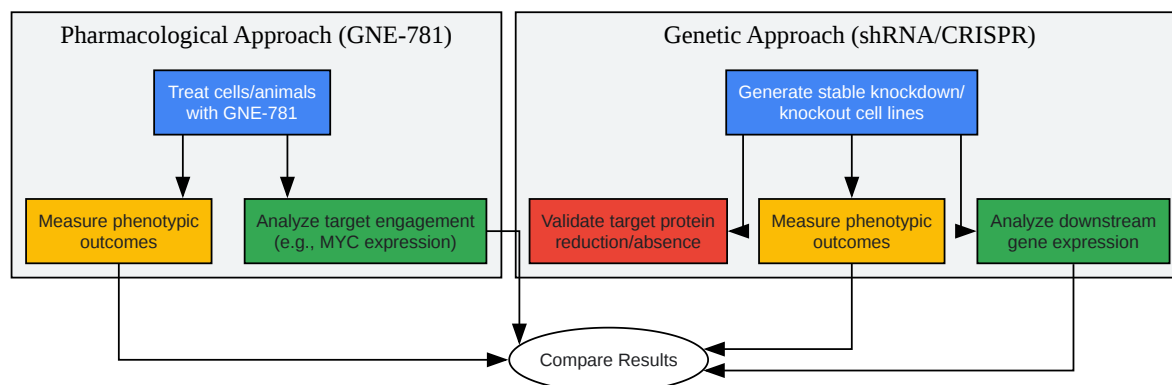 Pharmacological Approach (GNE-781)
Treat cells/animals
with GNE-781
Measure phenotypic
outcomes
Analyze target engagement
(e.g., MYC expression)
Genetic Approach (shRNA/CRISPR)
Generate stable knockdown/
knockout cell lines
Validate target protein
reduction/absence
Measure phenotypic
outcomes
Analyze downstream
gene expression
Compare Results